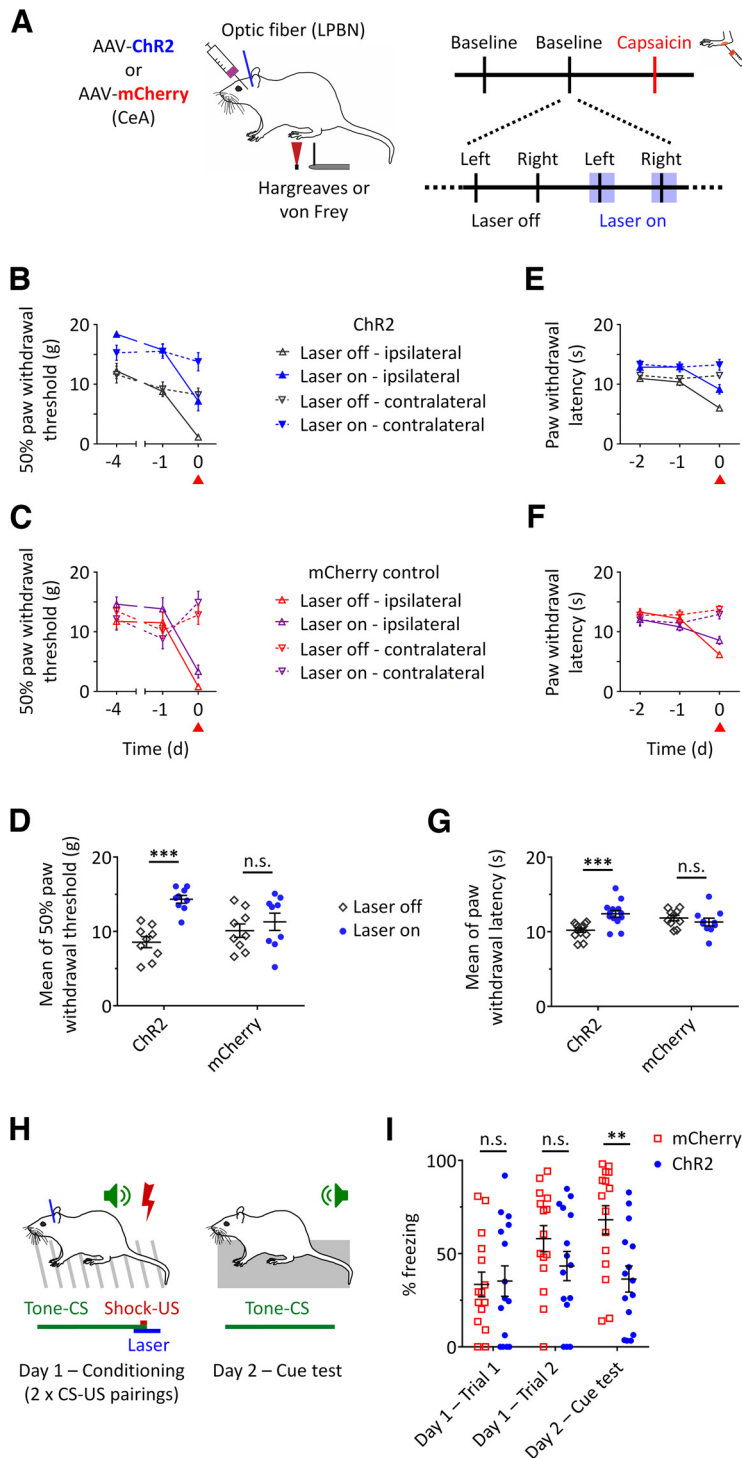 A
AAV-ChR2
or
AAV-mCherry
(CeA)
Optic fiber (LPBN)
Hargreaves or
von Frey
Baseline
Baseline
Capsaicin
Left
Right
Left
Right
Laser off
Laser on
B
50% paw withdrawal
threshold (g)
20
10
0
-4
-1
0
ChR2
Laser off - ipsilateral
Laser on - ipsilateral
Laser off - contralateral
Laser on - contralateral
E
Paw withdrawal
latency (s)
20
10
0
-2
-1
0
C
50% paw withdrawal
threshold (g)
20
10
0
-4
-1
0
Time (d)
mCherry control
Laser off - ipsilateral
Laser on - ipsilateral
Laser off - contralateral
Laser on - contralateral
F
Paw withdrawal
latency (s)
20
10
0
-2
-1
0
Time (d)
D
Mean of 50% paw
withdrawal threshold (g)
20
10
0
***
n.s.
ChR2
mCherry
Laser off
Laser on
G
Mean of paw
withdrawal latency (s)
20
10
0
***
n.s.
ChR2
mCherry
H
Tone-CS
Shock-US
Laser
Day 1 – Conditioning
(2 x CS-US pairings)
Tone-CS
Day 2 – Cue test
I
% freezing
100
50
0
n.s.
n.s.
**
mCherry
ChR2
Day 1 – Trial 1
Day 1 – Trial 2
Day 2 – Cue test